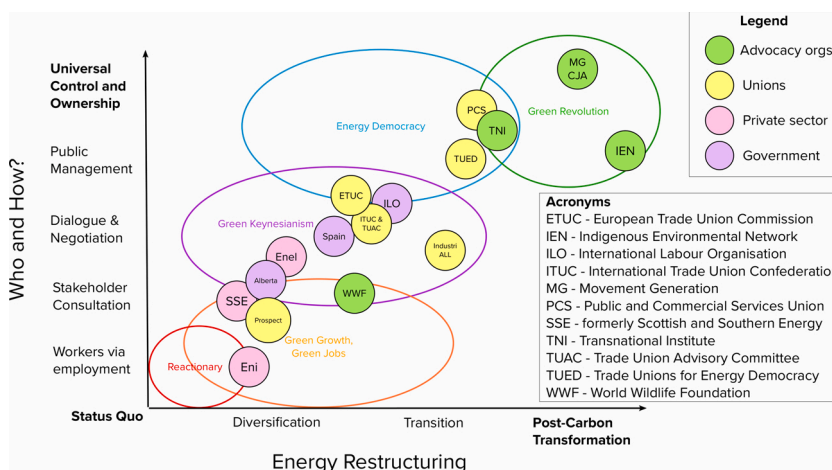 Legend
Advocacy orgs
Unions
Private sector
Government
Who and How?
Universal
Control and
Ownership
Public
Management
Dialogue &
Negotiation
Stakeholder
Consultation
Workers via
employment
Status Quo
Diversification
Transition
Post-Carbon
Transformation
Energy Restructuring
Energy Democracy
Green Revolution
Green Keynesianism
Green Growth,
Green Jobs
Reactionary
MG
CJA
PCS
TNI
IEN
TUED
ETUC
ILO
ITUC &
TUAC
Spain
Industri
ALL
Enel
Alberta
SSE
WWF
Prospect
Eni
Acronyms
ETUC - European Trade Union Commission
IEN - Indigenous Environmental Network
ILO - International Labour Organisation
ITUC - International Trade Union Confederatio
MG - Movement Generation
PCS - Public and Commercial Services Union
SSE - formerly Scottish and Southern Energy
TNI - Transnational Institute
TUAC - Trade Union Advisory Committee
TUED - Trade Unions for Energy Democracy
WWF - World Wildlife Foundation